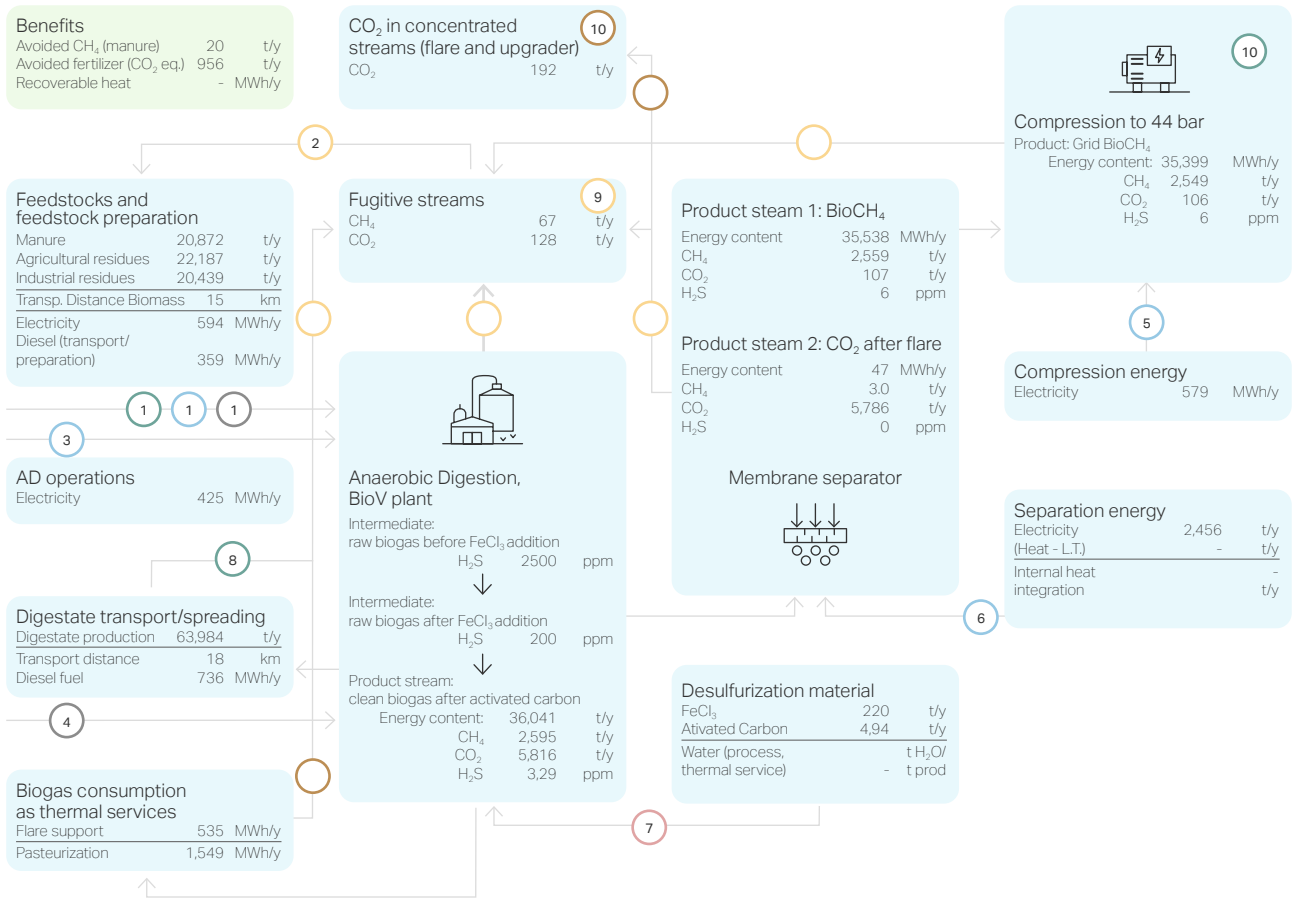 Benefits
Avoided CH₄ (manure) 20 t/y
Avoided fertilizer (CO₂ eq.) 956 t/y
Recoverable heat - MWh/y
CO₂ in concentrated
streams (flare and upgrader)
10
CO₂ 192 t/y
10
Compression to 44 bar
Product: Grid BioCH₄
Energy content: 35,399 MWh/y
CH₄ 2,549 t/y
CO₂ 106 t/y
H₂S 6 ppm
2
Feedstocks and
feedstock preparation
Manure 20,872 t/y
Agricultural residues 22,187 t/y
Industrial residues 20,439 t/y
Transp. Distance Biomass 15 km
Electricity 594 MWh/y
Diesel (transport/
preparation) 359 MWh/y
Fugitive streams
9
CH₄ 67 t/y
CO₂ 128 t/y
Product steam 1: BioCH₄
Energy content 35,538 MWh/y
CH₄ 2,559 t/y
CO₂ 107 t/y
H₂S 6 ppm
Product steam 2: CO₂ after flare
Energy content 47 MWh/y
CH₄ 3.0 t/y
CO₂ 5,786 t/y
H₂S 0 ppm
Membrane separator
5
Compression energy
Electricity 579 MWh/y
1 1 1
3
AD operations
Electricity 425 MWh/y
8
Digestate transport/spreading
Digestate production 63,984 t/y
Transport distance 18 km
Diesel fuel 736 MWh/y
4
Biogas consumption
as thermal services
Flare support 535 MWh/y
Pasteurization 1,549 MWh/y
Anaerobic Digestion,
BioV plant
Intermediate:
raw biogas before FeCl₃ addition
H₂S 2500 ppm
Intermediate:
raw biogas after FeCl₃ addition
H₂S 200 ppm
Product stream:
clean biogas after activated carbon
Energy content: 36,041 t/y
CH₄ 2,595 t/y
CO₂ 5,816 t/y
H₂S 3,29 ppm
Separation energy
Electricity 2,456 t/y
(Heat - L.T.) - t/y
Internal heat -
integration t/y
6
Desulfurization material
FeCl₃ 220 t/y
Ativated Carbon 4,94 t/y
Water (process, t H₂O/
thermal service) - t prod
7